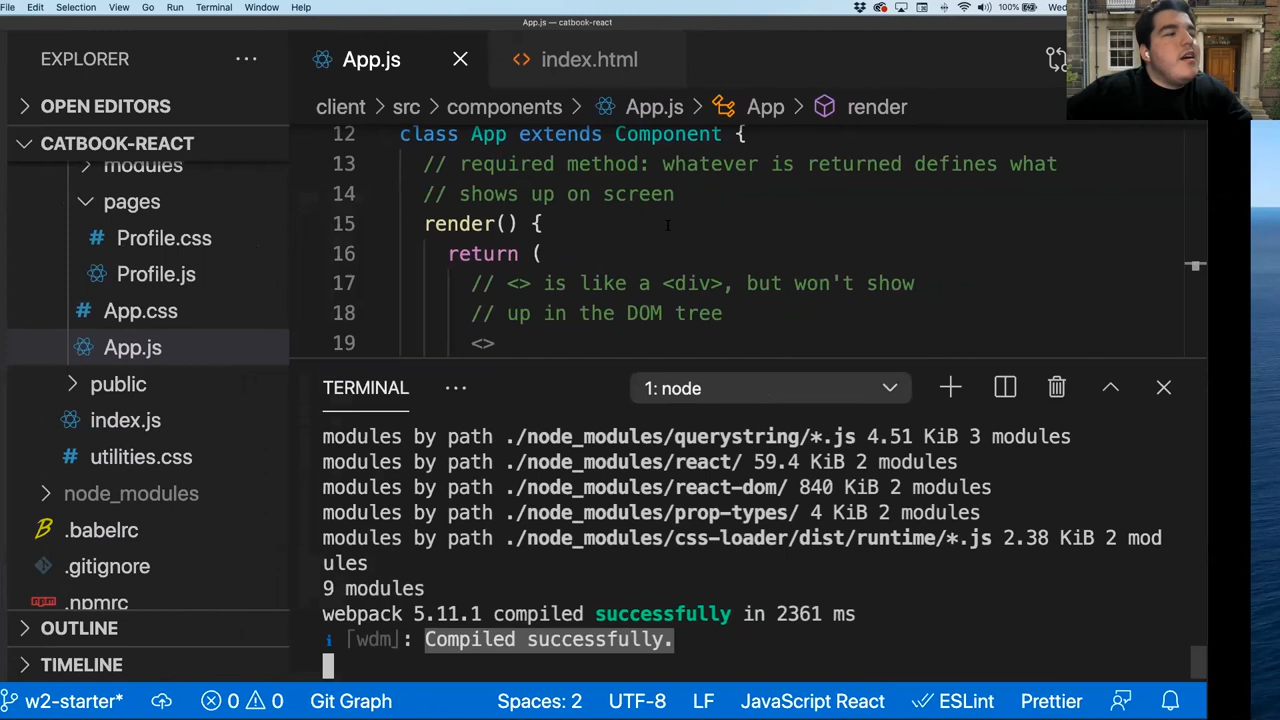 File Edit Selection View Go Run Terminal Window Help
100%
Wed
App.js — catbook-react
EXPLORER
App.js
index.html
OPEN EDITORS
client > src > components > App.js > App > render
CATBOOK-REACT
modules
pages
Profile.css
Profile.js
App.css
App.js
public
index.js
utilities.css
node_modules
.babelrc
.gitignore
.npmrc
OUTLINE
TIMELINE
12 class App extends Component {
13 // required method: whatever is returned defines what
14 // shows up on screen
15 render() {
16 return (
17 // <> is like a <div>, but won't show
18 // up in the DOM tree
19 <>
TERMINAL
1: node
modules by path ./node_modules/querystring/*.js 4.51 KiB 3 modules
modules by path ./node_modules/react/ 59.4 KiB 2 modules
modules by path ./node_modules/react-dom/ 840 KiB 2 modules
modules by path ./node_modules/prop-types/ 4 KiB 2 modules
modules by path ./node_modules/css-loader/dist/runtime/*.js 2.38 KiB 2 mod
ules
9 modules
webpack 5.11.1 compiled successfully in 2361 ms
i ｢wdm｣: Compiled successfully.
w2-starter* 0 0 Git Graph Spaces: 2 UTF-8 LF JavaScript React ESLint Prettier